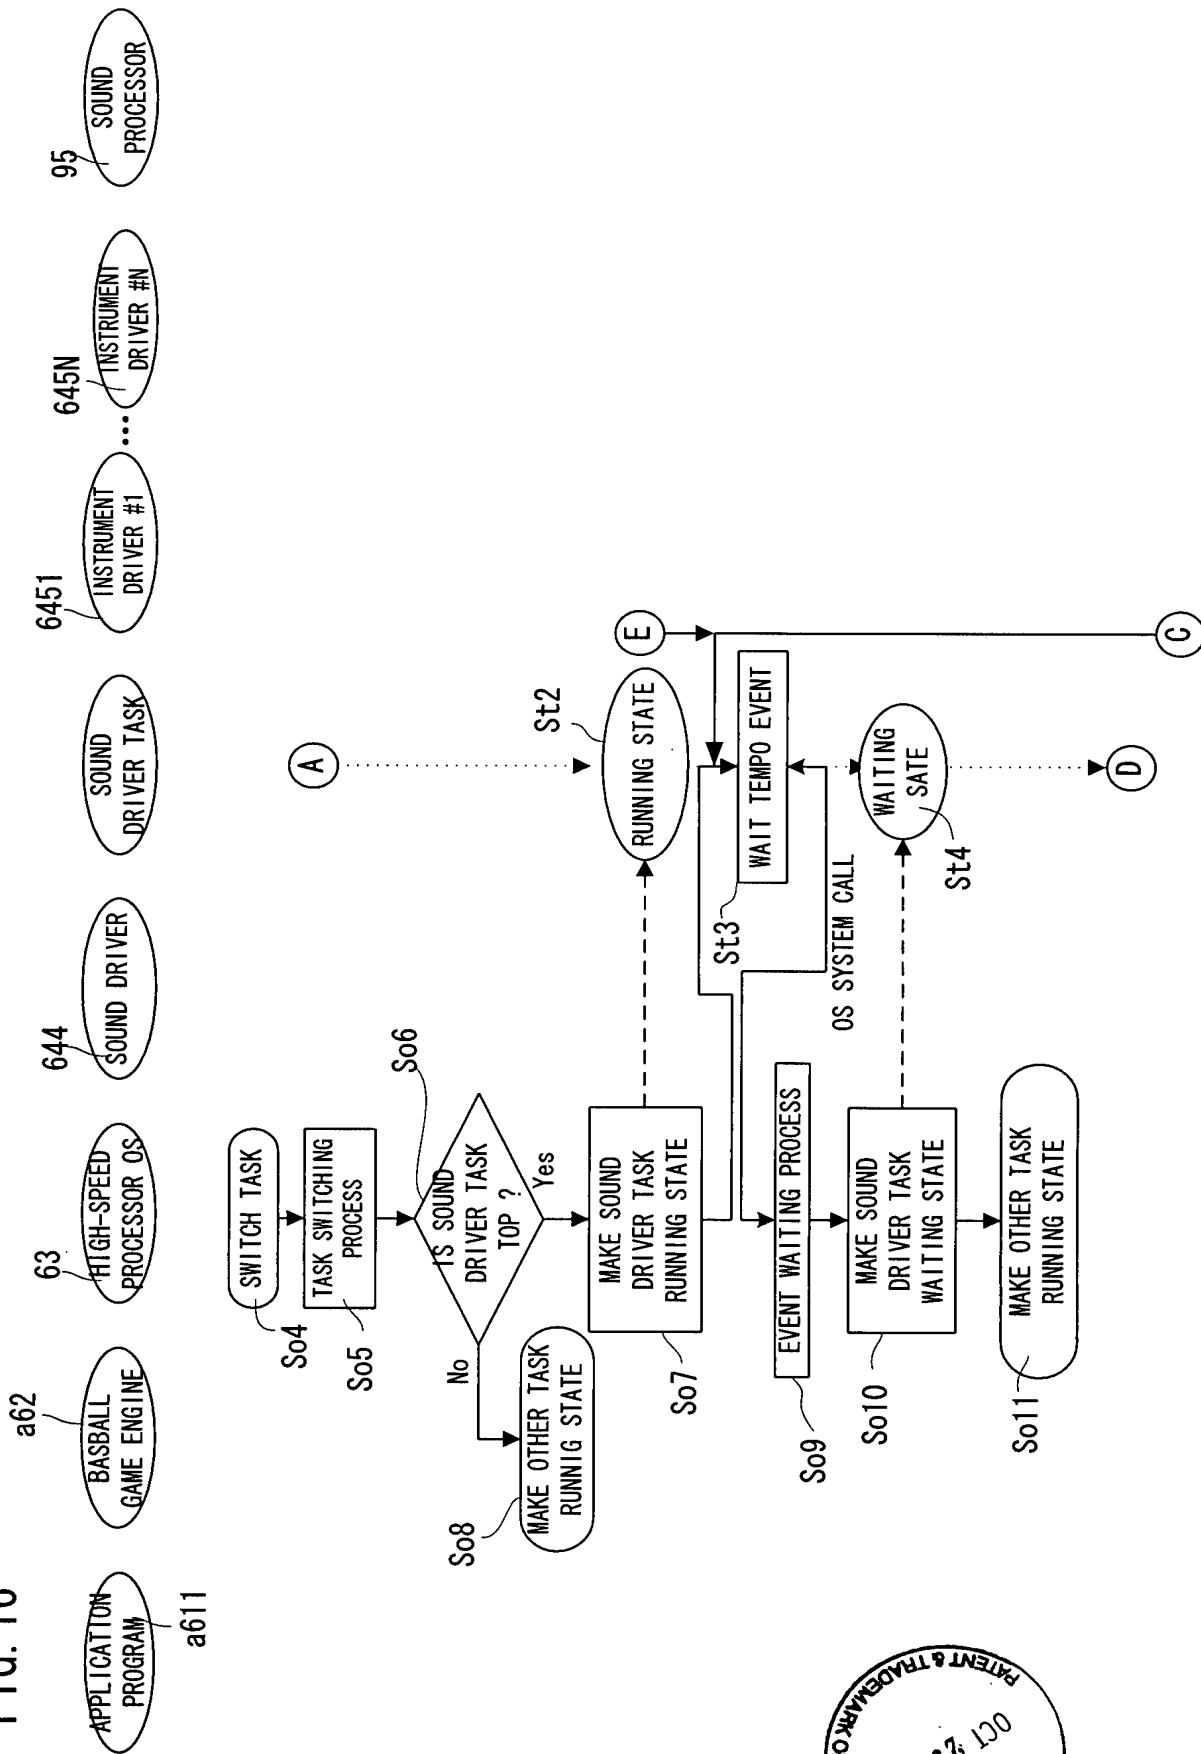 APPLICATION
PROGRAM
a611
BASBALL
GAME ENGINE
a62
HIGH-SPEED
PROCESSOR OS
63
SOUND DRIVER
644
SOUND
DRIVER TASK
INSTRUMENT
DRIVER #1
6451
...
INSTRUMENT
DRIVER #N
645N
SOUND
PROCESSOR
95
SWITCH TASK
So4
TASK SWITCHING
PROCESS
So5
IS SOUND
DRIVER TASK
TOP ?
So6
No
Yes
MAKE OTHER TASK
RUNNIG STATE
So8
MAKE SOUND
DRIVER TASK
RUNNING STATE
So7
A
RUNNING STATE
St2
E
WAIT TEMPO EVENT
St3
OS SYSTEM CALL
EVENT WAITING PROCESS
So9
MAKE SOUND
DRIVER TASK
WAITING STATE
So10
WAITING
SATE
St4
MAKE OTHER TASK
RUNNING STATE
So11
D
C
PATENT & TRADEMARK
OCT